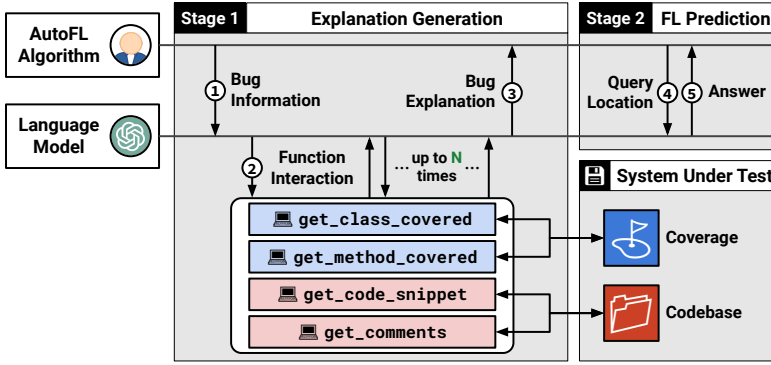 Stage 1
Explanation Generation
Stage 2
FL Prediction
AutoFL
Algorithm
1
Bug
Information
Bug
Explanation
3
Query
Location
4
5
Answer
Language
Model
2
Function
Interaction
... up to N ...
times
get_class_covered
get_method_covered
get_code_snippet
get_comments
System Under Test
Coverage
Codebase